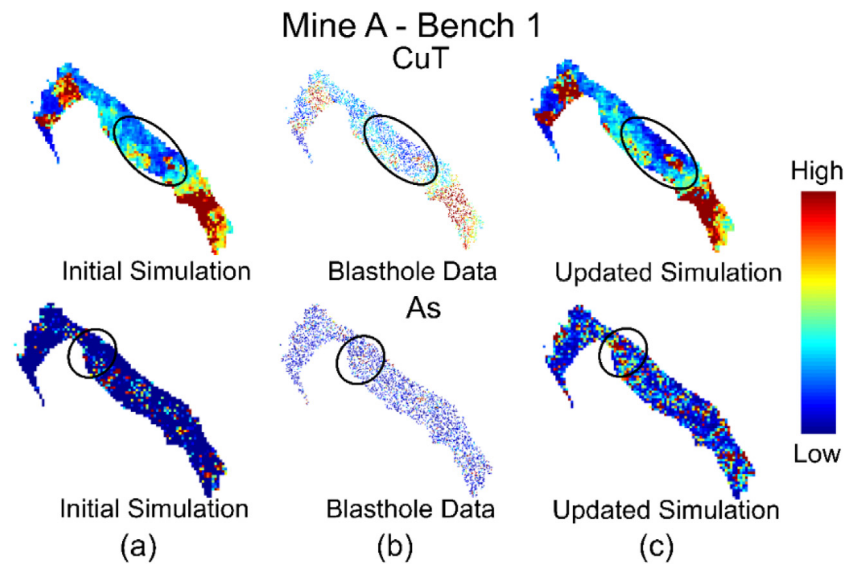 Mine A - Bench 1
CuT
High
Initial Simulation
Blasthole Data
Updated Simulation
As
Low
Initial Simulation
Blasthole Data
Updated Simulation
(a)
(b)
(c)